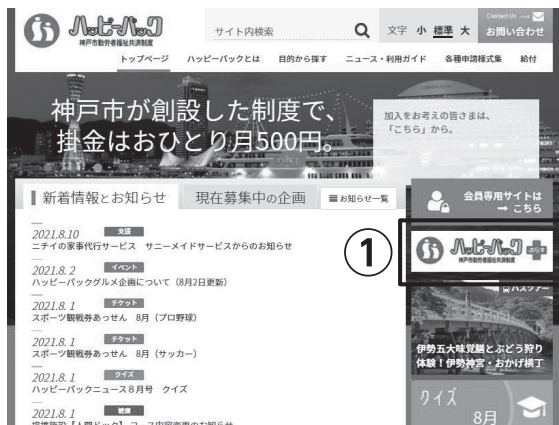 ハッピーパック
神戸市勤労者福祉共済制度
サイト内検索
文字 小 標準 大
Contact Us
お問い合わせ
トップページ ハッピーパックとは 目的から探す ニュース・利用ガイド 各種申請様式集 給付
神戸市が創設した制度で、
掛金はおひとり月500円。
加入をお考えの皆さまは、
「こちら」から。
新着情報とお知らせ 現在募集中の企画 お知らせ一覧
会員専用サイトは
→ こちら
2021.8.10 支援
ニチイの家事代行サービス サニーメイドサービスからのお知らせ
①
ハッピーパック ぷらす
神戸市勤労者福祉共済制度
2021.8. 2 イベント
ハッピーパックグルメ企画について（8月2日更新）
2021.8. 1 チケット
スポーツ観戦券あっせん 8月（プロ野球）
バスツアー
2021.8. 1 チケット
スポーツ観戦券あっせん 8月（サッカー）
伊勢五大味覚膳とぶどう狩り
体験！伊勢神宮・おかげ横丁
2021.8. 1 クイズ
ハッピーパックニュース８月号 クイズ
クイズ
8月
2021.8. 1 健康